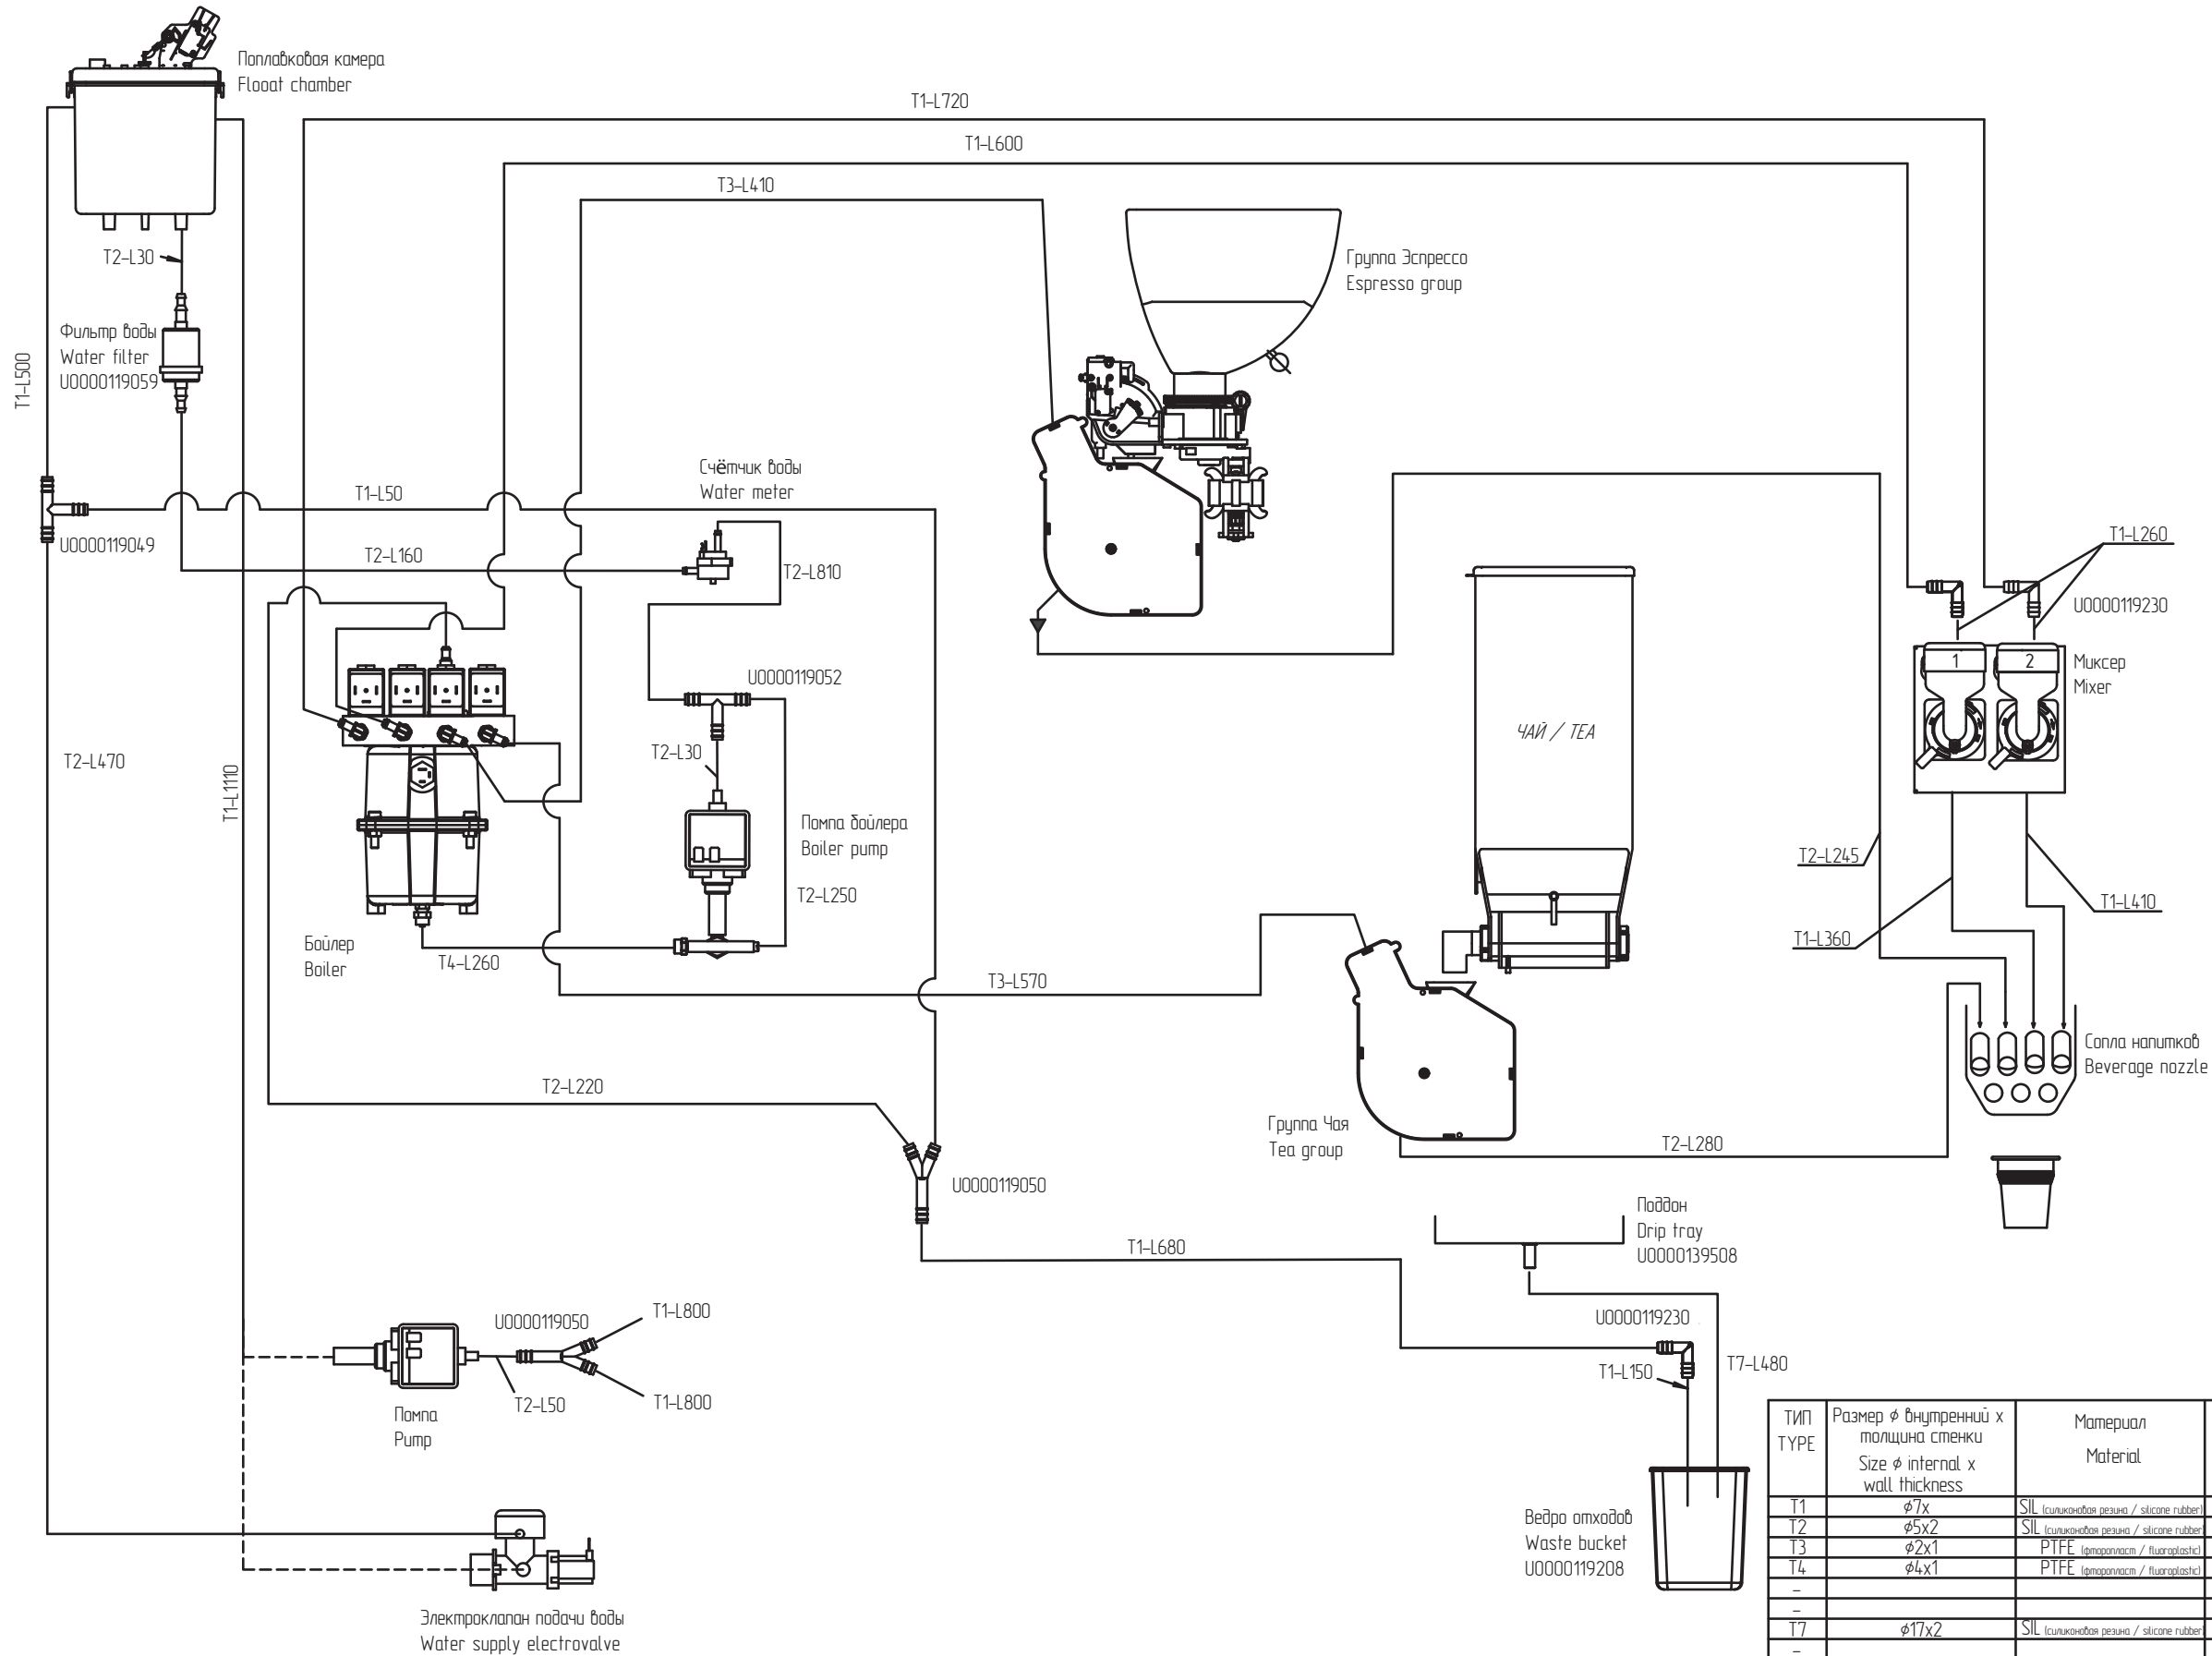 Поплавковая камера
Flooat chamber
T1-L720
T1-L600
T3-L410
T2-L30
Группа Эспрессо
Espresso group
Фильтр воды
Water filter
U0000119059
T1-L500
Счётчик воды
Water meter
T1-L50
U0000119049
T2-L160
T2-L810
T1-L260
U0000119230
1
2
Миксер
Mixer
U0000119052
ЧАЙ / TEA
T2-L470
T1-L1110
T2-L30
Помпа бойлера
Boiler pump
T2-L250
T2-L245
T1-L410
T1-L360
Бойлер
Boiler
T4-L260
T3-L570
Сопла напитков
Beverage nozzle
T2-L220
Группа Чая
Tea group
T2-L280
U0000119050
Поддон
Drip tray
U0000139508
T1-L680
U0000119050
T1-L800
T2-L50
T1-L800
Помпа
Pump
U0000119230
T1-L150
T7-L480
Ведро отходов
Waste bucket
U0000119208
Электроклапан подачи воды
Water supply electrovalve
ТИП
TYPE
Размер ⌀ внутренний x
толщина стенки
Size ⌀ internal x
wall thickness
Материал
Material
T1 ⌀7x SIL (силиконовая резина / silicone rubber)
T2 ⌀5x2 SIL (силиконовая резина / silicone rubber
T3 ⌀2x1 PTFE (фторопласт / fluoroplastic)
T4 ⌀4x1 PTFE (фторопласт / fluoroplastic)
-
-
T7 ⌀17x2 SIL (силиконовая резина / silicone rubber
-